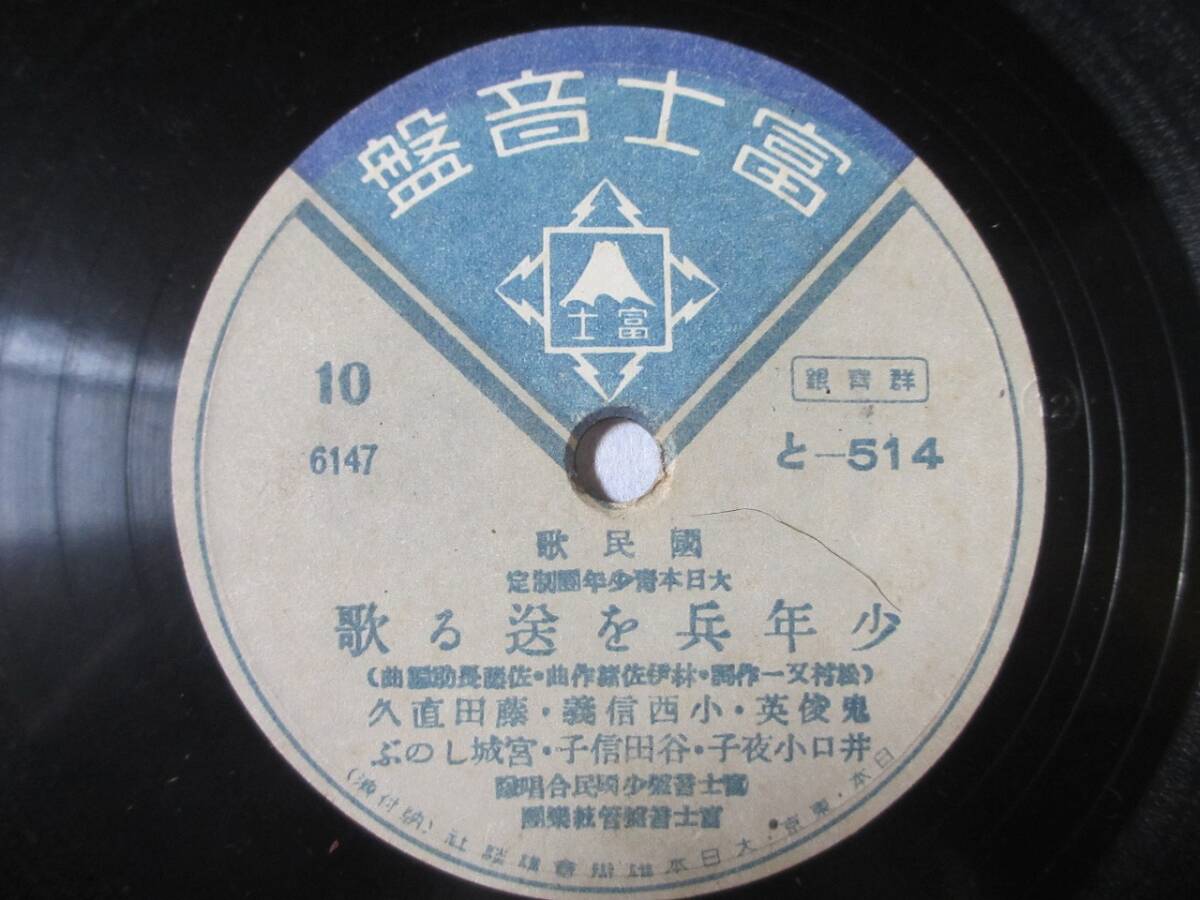 富士音盤
富士
10
6147
と—514
國民歌
大日本青少年團制定
少年兵を送る歌
(松村又一作詞・林伊佐緒作曲・佐藤長助編曲)
鬼俊英・小西信義・藤田直久
井口小夜子・谷田信子・宮城しのぶ
富士音盤少國民合唱隊
富士音盤管絃樂團
日本・東京・大日本雄辯會講談社(納付濟)